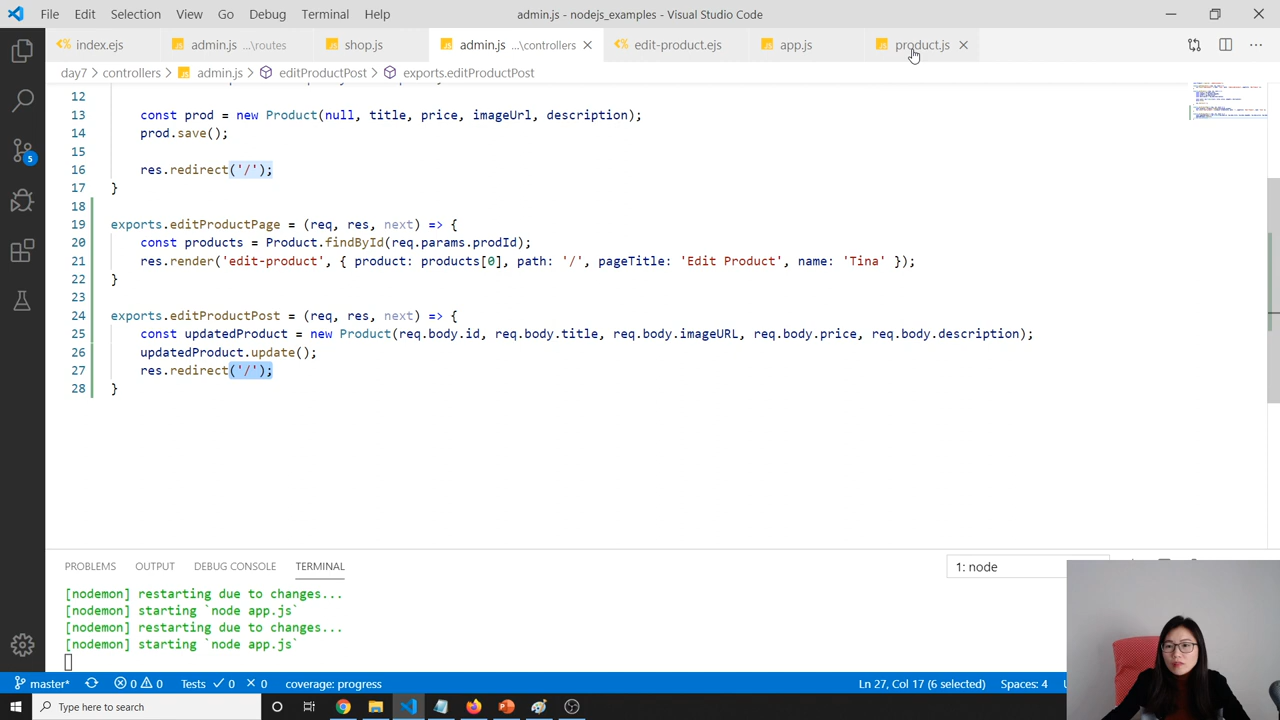 File Edit Selection View Go Debug Terminal Help admin.js - nodejs_examples - Visual Studio Code
index.ejs admin.js ...\routes shop.js admin.js ...\controllers edit-product.ejs app.js product.js
day7 > controllers > admin.js > editProductPost > exports.editProductPost
12
13 const prod = new Product(null, title, price, imageUrl, description);
14 prod.save();
15
16 res.redirect('/');
17 }
18
19 exports.editProductPage = (req, res, next) => {
20 const products = Product.findById(req.params.prodId);
21 res.render('edit-product', { product: products[0], path: '/', pageTitle: 'Edit Product', name: 'Tina' });
22 }
23
24 exports.editProductPost = (req, res, next) => {
25 const updatedProduct = new Product(req.body.id, req.body.title, req.body.imageURL, req.body.price, req.body.description);
26 updatedProduct.update();
27 res.redirect('/');
28 }
PROBLEMS OUTPUT DEBUG CONSOLE TERMINAL 1: node
[nodemon] restarting due to changes...
[nodemon] starting `node app.js`
[nodemon] restarting due to changes...
[nodemon] starting `node app.js`
5
master* 0 0 Tests 0 0 coverage: progress Ln 27, Col 17 (6 selected) Spaces: 4
Type here to search